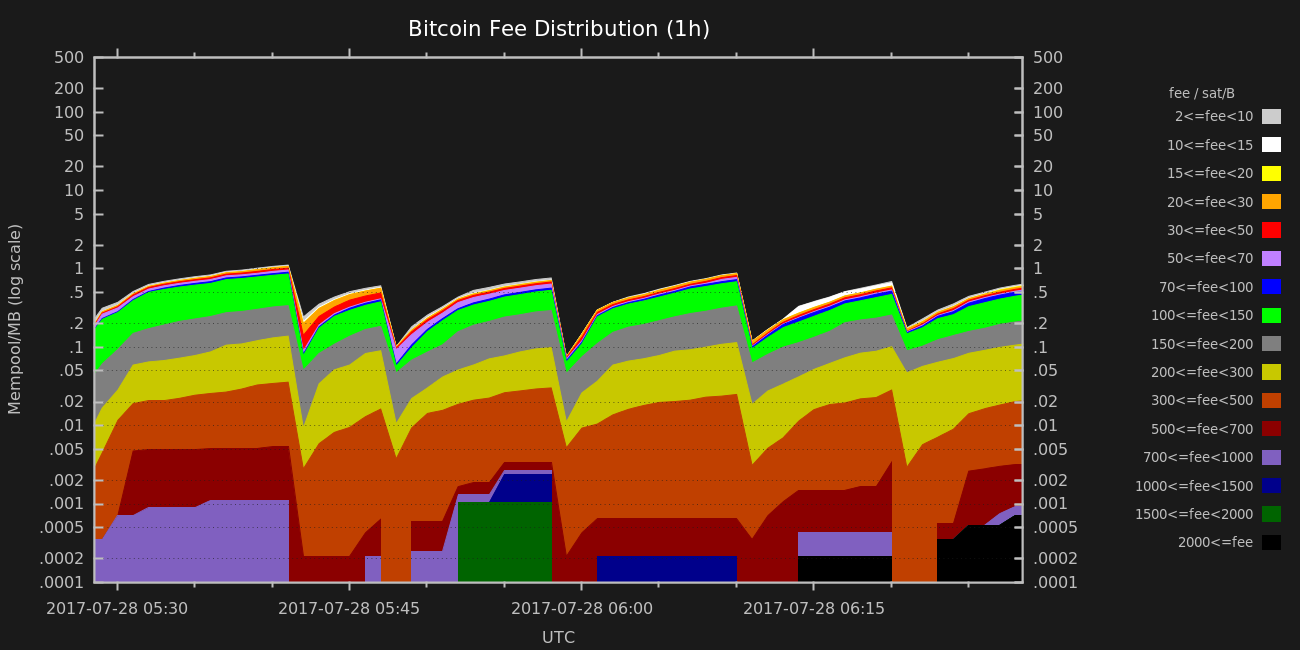 Bitcoin Fee Distribution (1h)
Mempool/MB (log scale)
500
200
100
50
20
10
5
2
1
.5
.2
.1
.05
.02
.01
.005
.002
.001
.0005
.0002
.0001
500
200
100
50
20
10
5
2
1
.5
.2
.1
.05
.02
.01
.005
.002
.001
.0005
.0002
.0001
fee / sat/B
2<=fee<10
10<=fee<15
15<=fee<20
20<=fee<30
30<=fee<50
50<=fee<70
70<=fee<100
100<=fee<150
150<=fee<200
200<=fee<300
300<=fee<500
500<=fee<700
700<=fee<1000
1000<=fee<1500
1500<=fee<2000
2000<=fee
2017-07-28 05:30 2017-07-28 05:45 2017-07-28 06:00 2017-07-28 06:15
UTC